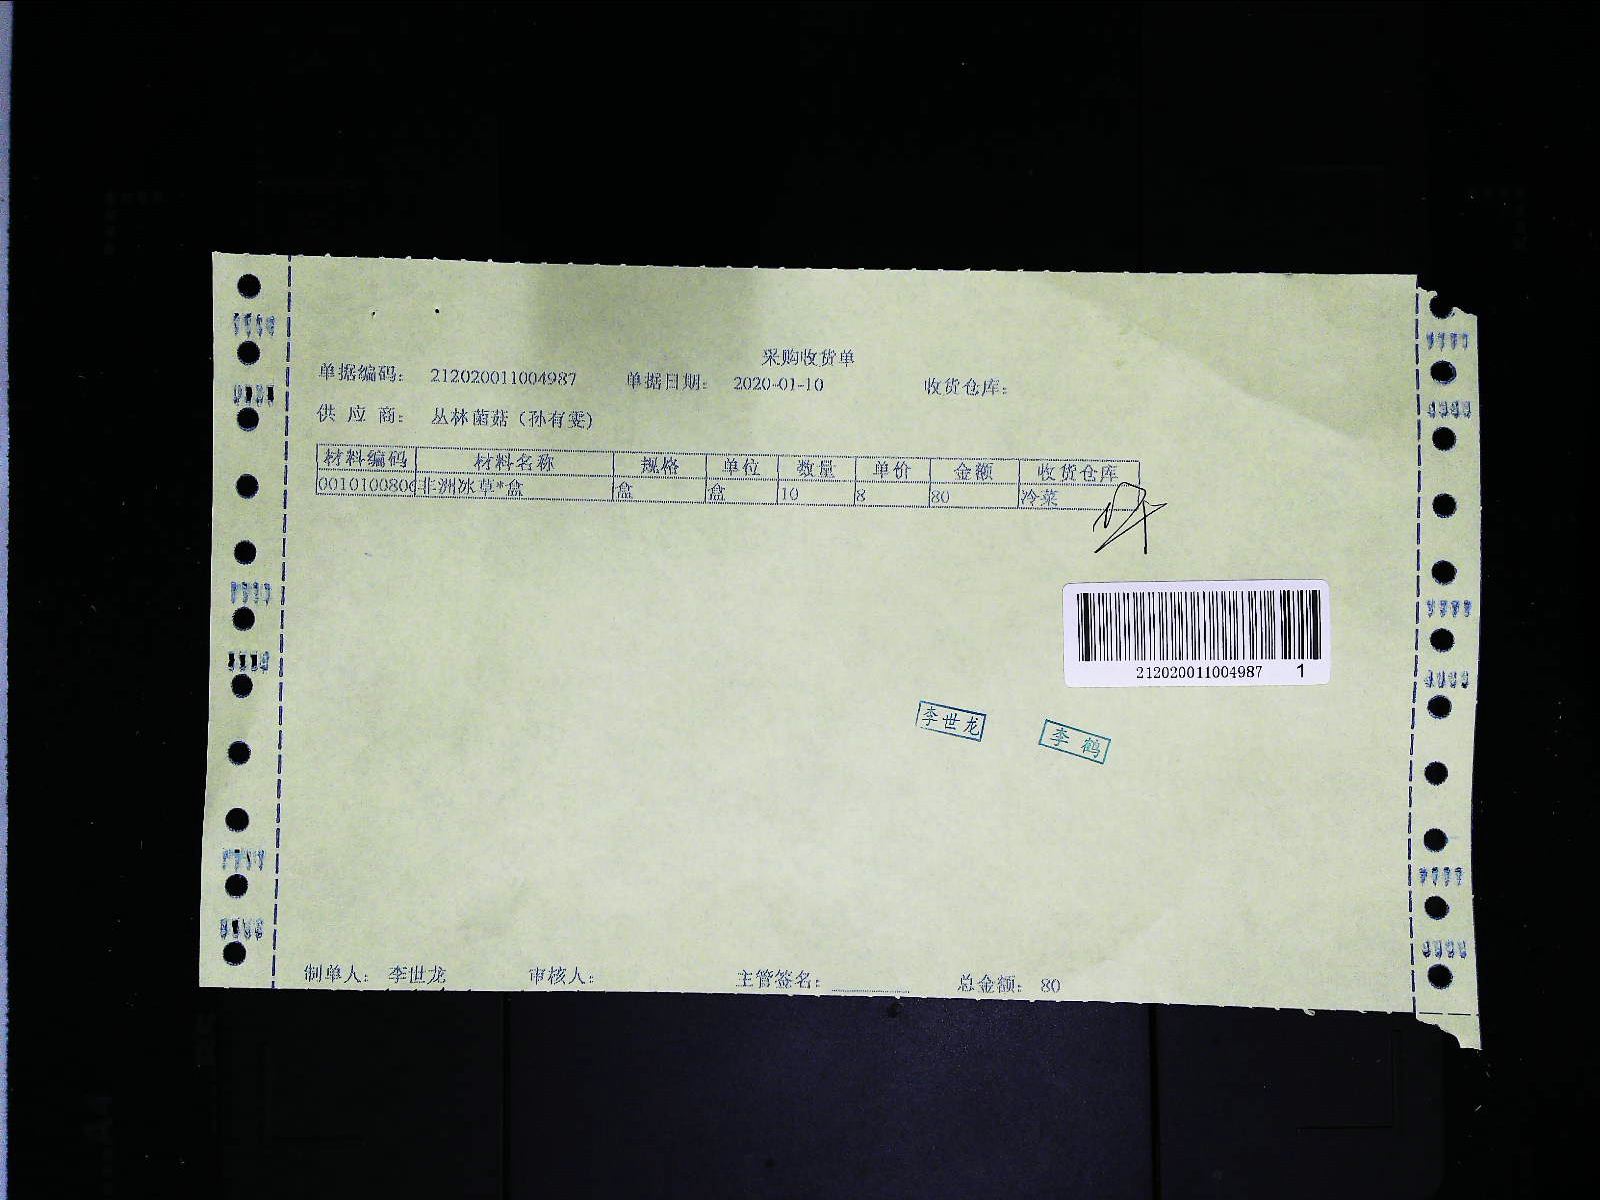 采购收货单
单据编码： 212020011004987 单据日期： 2020-01-10 收货仓库：
供 应 商： 丛林菌菇（孙有雯）
材料编码 材料名称 规格 单位 数量 单价 金额 收货仓库
0010100800 非洲冰草*盒 盒 盒 10 8 80 冷菜
212020011004987 1
李世龙 李鹤
制单人： 李世龙 审核人： 主管签名： 总金额： 80